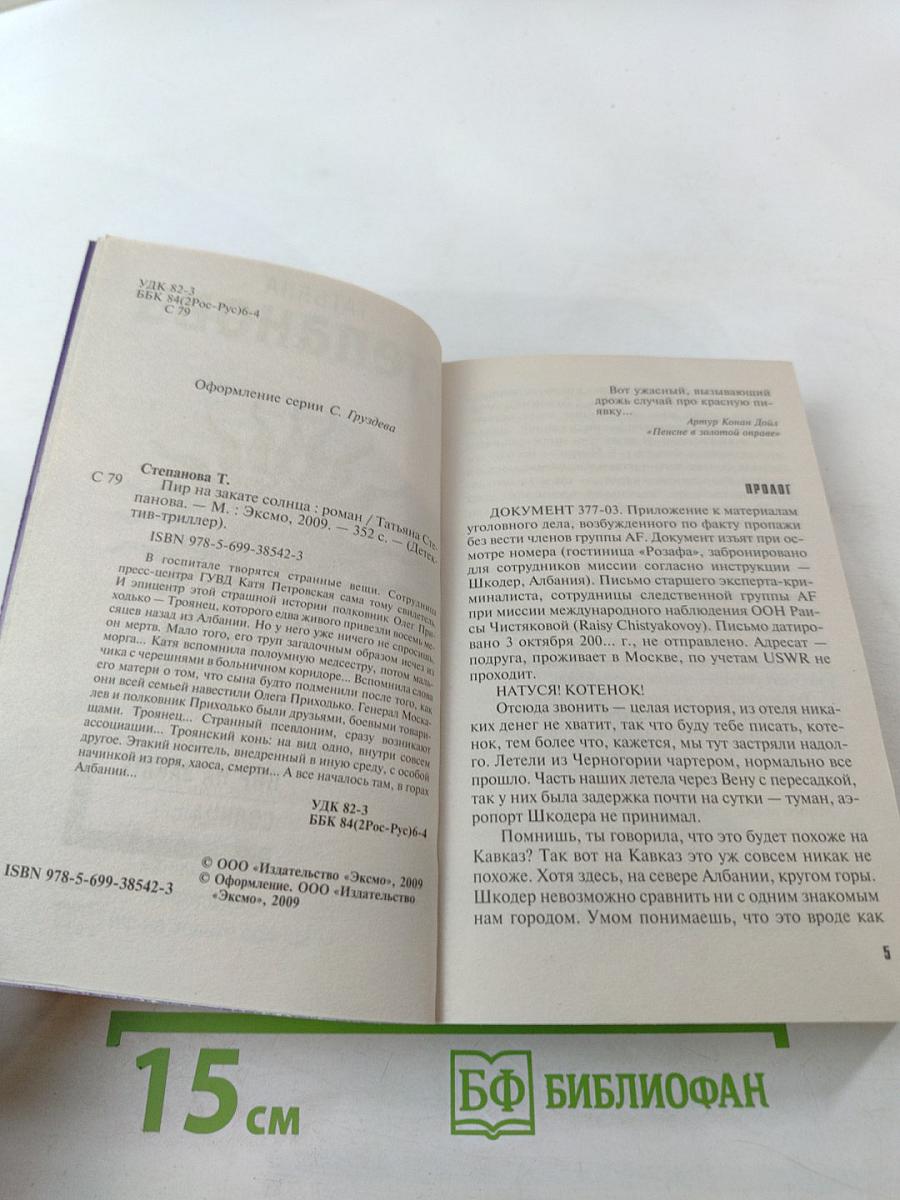 УДК 82-3
ББК 84(2Рос-Рус)6-4
С 79
Оформление серии С. Груздева
Степанова Т.
С 79 Пир на закате солнца : роман / Татьяна Сте-
панова. — М. : Эксмо, 2009. — 352 с. — (Детек-
тив-триллер).
ISBN 978-5-699-38542-3
В госпитале творятся странные вещи. Сотрудница
пресс-центра ГУВД Катя Петровская сама тому свидетель.
И эпицентр этой страшной истории полковник Олег При-
ходько — Троянец, которого едва живого привезли восемь ме-
сяцев назад из Албании. Но у него уже ничего не спросишь,
он мертв. Мало того, его труп загадочным образом исчез из
морга... Катя вспомнила полоумную медсестру, потом маль-
чика с черешнями в больничном коридоре... Вспомнила слова
его матери о том, что сына будто подменили после того, как
они всей семьей навестили Олега Приходько. Генерал Моска-
лев и полковник Приходько были друзьями, боевыми товари-
щами. Троянец... Странный псевдоним, сразу возникают
ассоциации... Троянский конь: на вид одно, внутри совсем
другое. Этакий носитель, внедренный в иную среду, с особой
начинкой из горя, хаоса, смерти... А все началось там, в горах
Албании...
УДК 82-3
ББК 84(2Рос-Рус)6-4
© ООО «Издательство «Эксмо», 2009
© Оформление. ООО «Издательство
«Эксмо», 2009
ISBN 978-5-699-38542-3
Вот ужасный, вызывающий
дрожь случай про красную пи-
явку...
Артур Конан Дойл
«Пенсне в золотой оправе»
ПРОЛОГ
ДОКУМЕНТ 377-03. Приложение к материалам
уголовного дела, возбужденного по факту пропажи
без вести членов группы AF. Документ изъят при ос-
мотре номера (гостиница «Розафа», забронировано
для сотрудников миссии согласно инструкции —
Шкодер, Албания). Письмо старшего эксперта-кри-
миналиста, сотрудницы следственной группы AF
при миссии международного наблюдения ООН Раи-
сы Чистяковой (Raisy Chistyakovoy). Письмо датиро-
вано 3 октября 200... г., не отправлено. Адресат —
подруга, проживает в Москве, по учетам USWR не
проходит.
НАТУСЯ! КОТЕНОК!
Отсюда звонить — целая история, из отеля ника-
ких денег не хватит, так что буду тебе писать, коте-
нок, тем более что, кажется, мы тут застряли надол-
го. Летели из Черногории чартером, нормально все
прошло. Часть наших летела через Вену с пересадкой,
так у них была задержка почти на сутки — туман, аэ-
ропорт Шкодера не принимал.
Помнишь, ты говорила, что это будет похоже на
Кавказ? Так вот на Кавказ это уж совсем никак не
похоже. Хотя здесь, на севере Албании, кругом горы.
Шкодер невозможно сравнить ни с одним знакомым
нам городом. Умом понимаешь, что это вроде как
5
15 см
БФ БИБЛИОФАН